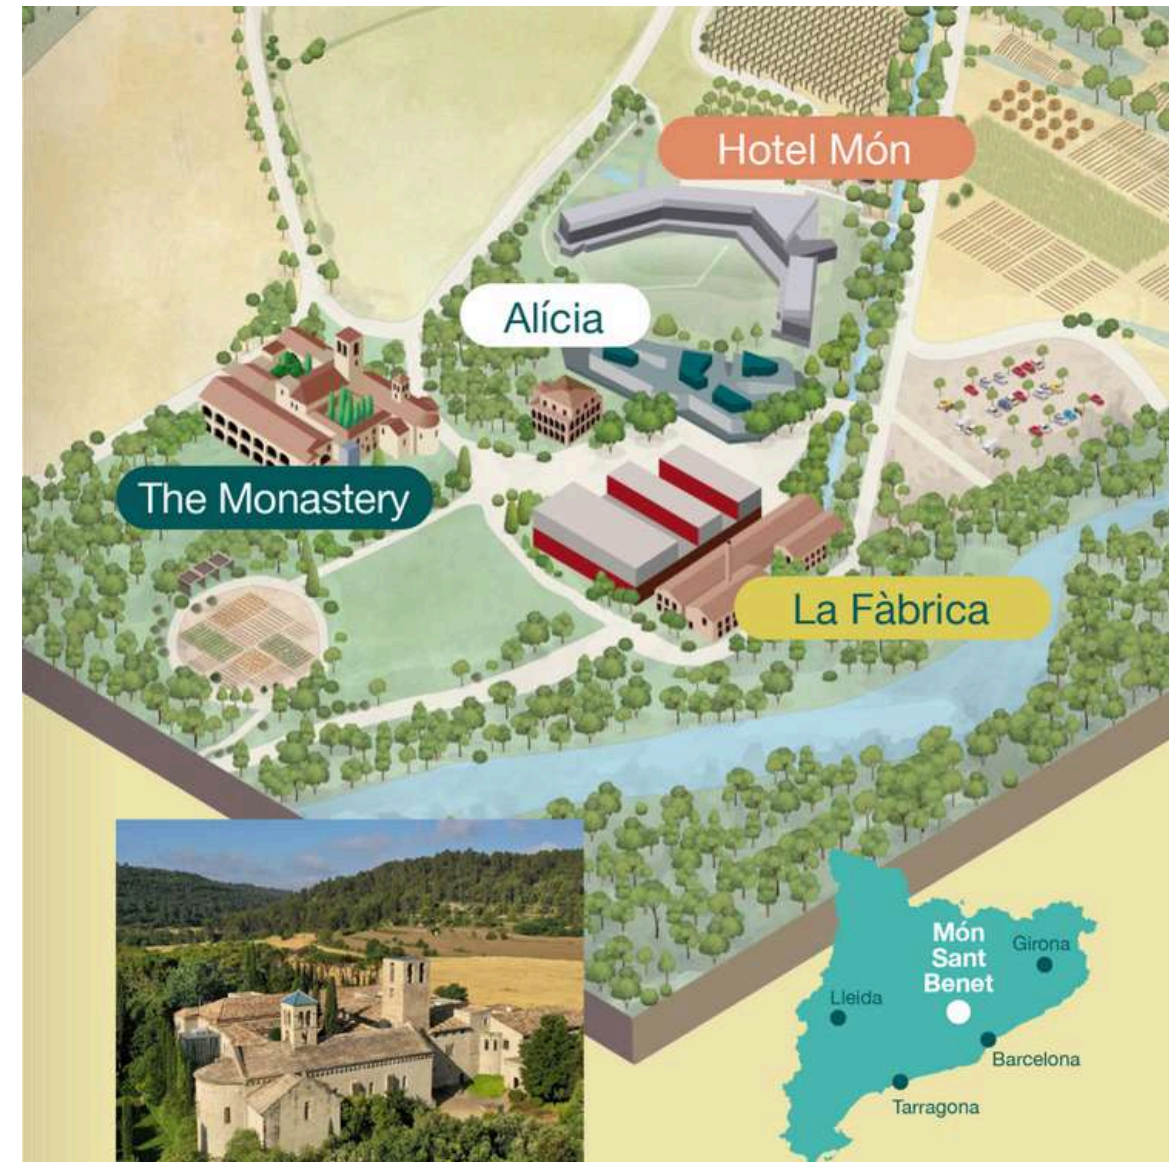 Hotel Món
Alícia
The Monastery
La Fàbrica
Món
Sant
Benet
Girona
Lleida
Barcelona
Tarragona